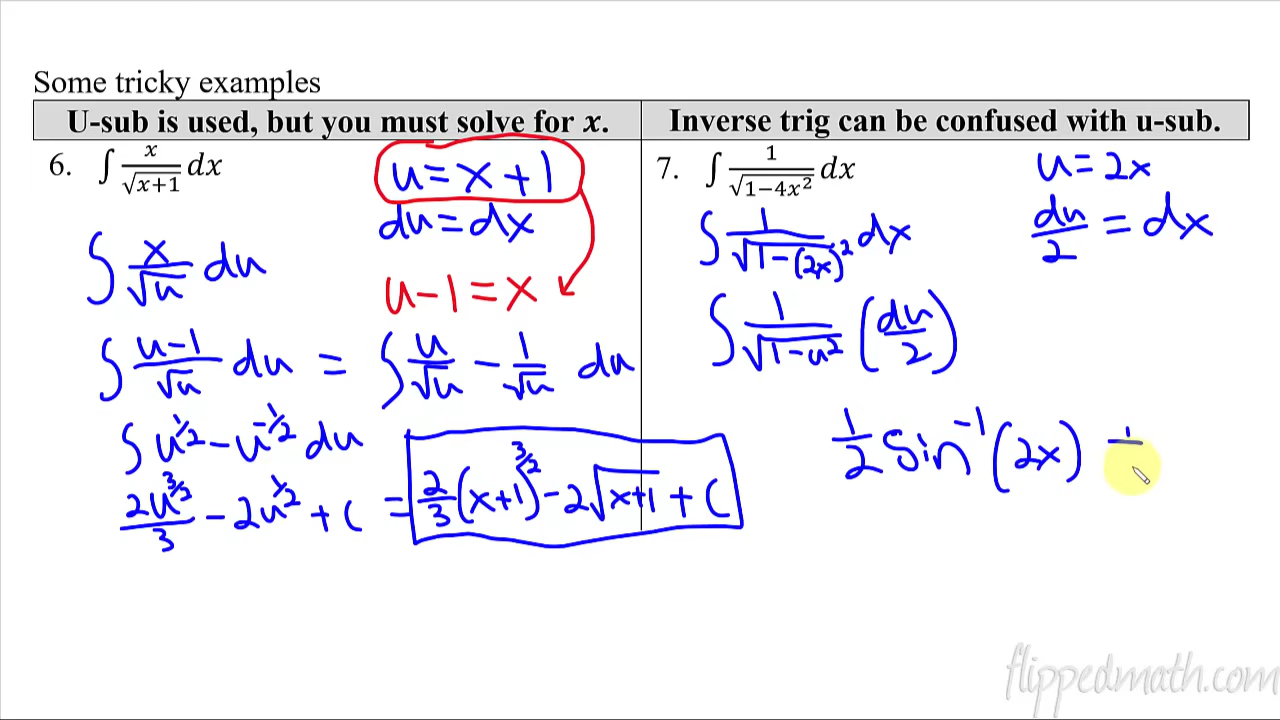 Some tricky examples
U-sub is used, but you must solve for x.
6. ∫ x/√(x+1) dx
u = x + 1
du = dx
u - 1 = x
∫ x/√u du
∫ (u-1)/√u du = ∫ u/√u - 1/√u du
∫ u^(1/2) - u^(-1/2) du
2u^(3/2)/3 - 2u^(1/2) + C = 2/3 (x+1)^(3/2) - 2√(x+1) + C
Inverse trig can be confused with u-sub.
7. ∫ 1/√(1-4x²) dx
u = 2x
du/2 = dx
∫ 1/√(1-(2x)²) dx
∫ 1/√(1-u²) (du/2)
1/2 Sin⁻¹(2x)
flippedmath.com